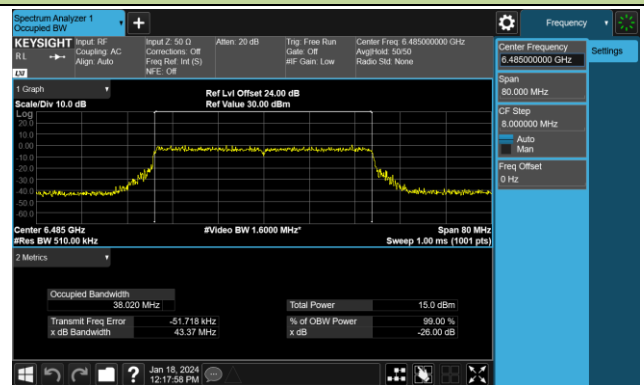 Spectrum Analyzer 1
Occupied BW
Frequency
KEYSIGHT
R L
Input: RF
Coupling: AC
Align: Auto
Input Z: 50 Ω
Corrections: Off
Freq Ref: Int (S)
NFE: Off
Atten: 20 dB
Trig: Free Run
Gate: Off
#IF Gain: Low
Center Freq: 6.485000000 GHz
Avg|Hold: 50/50
Radio Std: None
LXI
Center Frequency
6.485000000 GHz
Settings
Span
80.000 MHz
CF Step
8.000000 MHz
Auto
Man
Freq Offset
0 Hz
1 Graph
Scale/Div 10.0 dB
Ref Lvl Offset 24.00 dB
Ref Value 30.00 dBm
Log
20.0
10.0
0.00
-10.0
-20.0
-30.0
-40.0
-50.0
-60.0
Center 6.485 GHz
#Video BW 1.6000 MHz*
Span 80 MHz
#Res BW 510.00 kHz
Sweep 1.00 ms (1001 pts)
2 Metrics
Occupied Bandwidth
38.020 MHz
Total Power
15.0 dBm
Transmit Freq Error
-51.718 kHz
% of OBW Power
99.00 %
x dB Bandwidth
43.37 MHz
x dB
-26.00 dB
Jan 18, 2024
12:17:58 PM